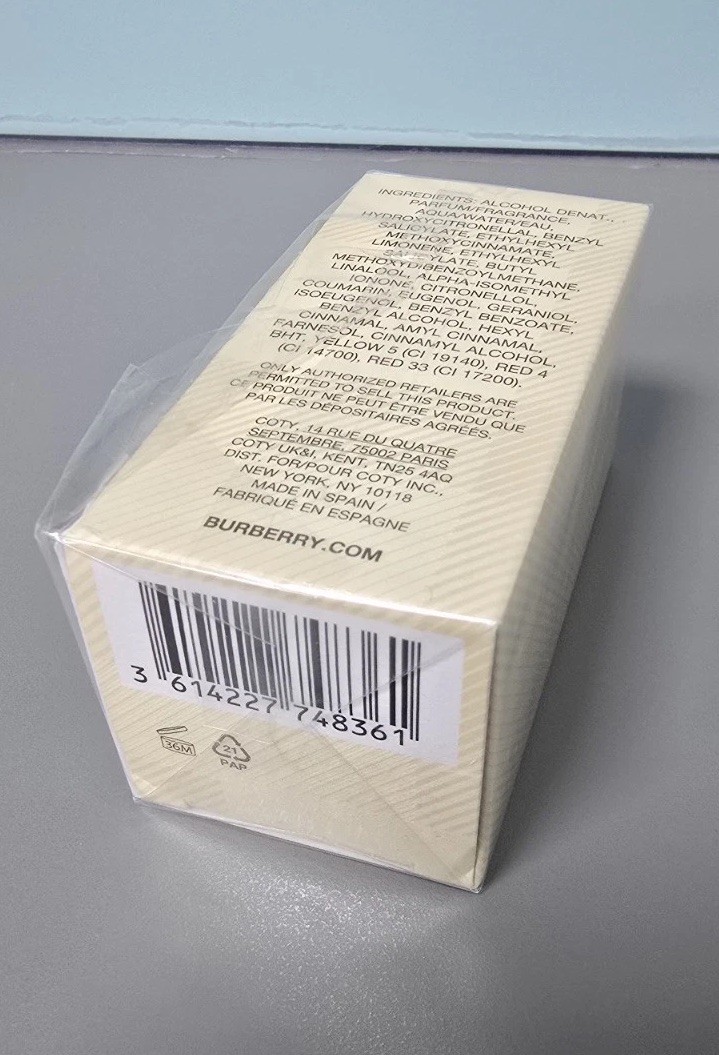 INGREDIENTS: ALCOHOL DENAT.,
PARFUM/FRAGRANCE,
AQUA/WATER/EAU,
HYDROXYCITRONELLAL, BENZYL
SALICYLATE, ETHYLHEXYL
METHOXYCINNAMATE,
LIMONENE, ETHYLHEXYL
SALICYLATE, BUTYL
METHOXYDIBENZOYLMETHANE,
LINALOOL, ALPHA-ISOMETHYL
IONONE, CITRONELLOL,
COUMARIN, EUGENOL, GERANIOL,
ISOEUGENOL, BENZYL BENZOATE,
BENZYL ALCOHOL, HEXYL
CINNAMAL, AMYL CINNAMAL,
FARNESOL, CINNAMYL ALCOHOL,
BHT, YELLOW 5 (CI 19140), RED 4
(CI 14700), RED 33 (CI 17200).
ONLY AUTHORIZED RETAILERS ARE
PERMITTED TO SELL THIS PRODUCT.
CE PRODUIT NE PEUT ÊTRE VENDU QUE
PAR LES DÉPOSITAIRES AGRÉÉS.
COTY, 14 RUE DU QUATRE
SEPTEMBRE, 75002 PARIS
COTY UK&I, KENT, TN25 4AQ
DIST. FOR/POUR COTY INC.,
NEW YORK, NY 10118
MADE IN SPAIN /
FABRIQUÉ EN ESPAGNE
BURBERRY.COM
3 614227 748361
36M
21
PAP